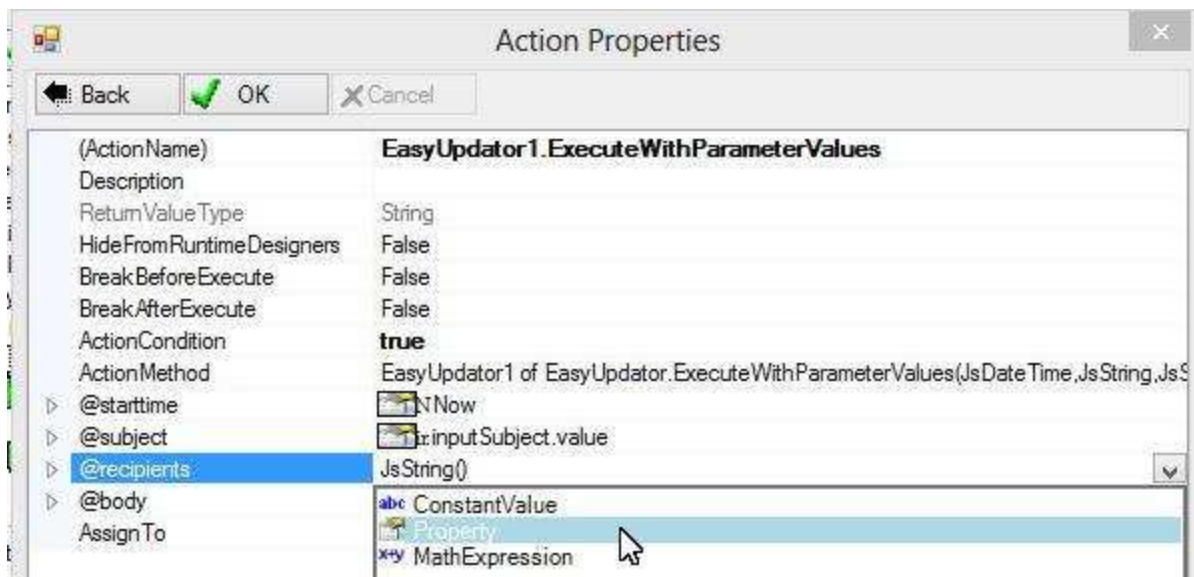 Action Properties
Back OK Cancel
(ActionName) EasyUpdator1.ExecuteWithParameterValues
Description
ReturnValueType String
HideFromRuntimeDesigners False
BreakBeforeExecute False
BreakAfterExecute False
ActionCondition true
ActionMethod EasyUpdator1 of EasyUpdator.ExecuteWithParameterValues(JsDateTime,JsString,JsS
@starttime Now
@subject inputSubject.value
@recipients JsString()
@body abc ConstantValue
Property
AssignTo
x+y MathExpression